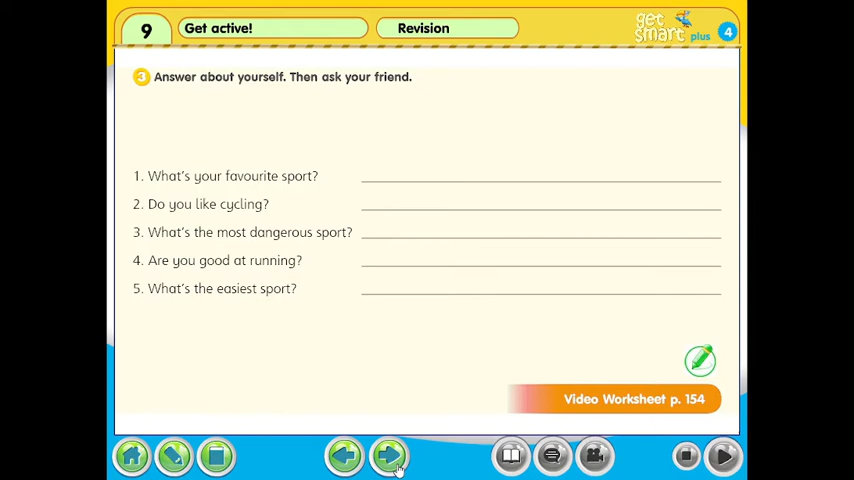 9 Get active! Revision get smart plus 4
3 Answer about yourself. Then ask your friend.
1. What's your favourite sport?
2. Do you like cycling?
3. What's the most dangerous sport?
4. Are you good at running?
5. What's the easiest sport?
Video Worksheet p. 154